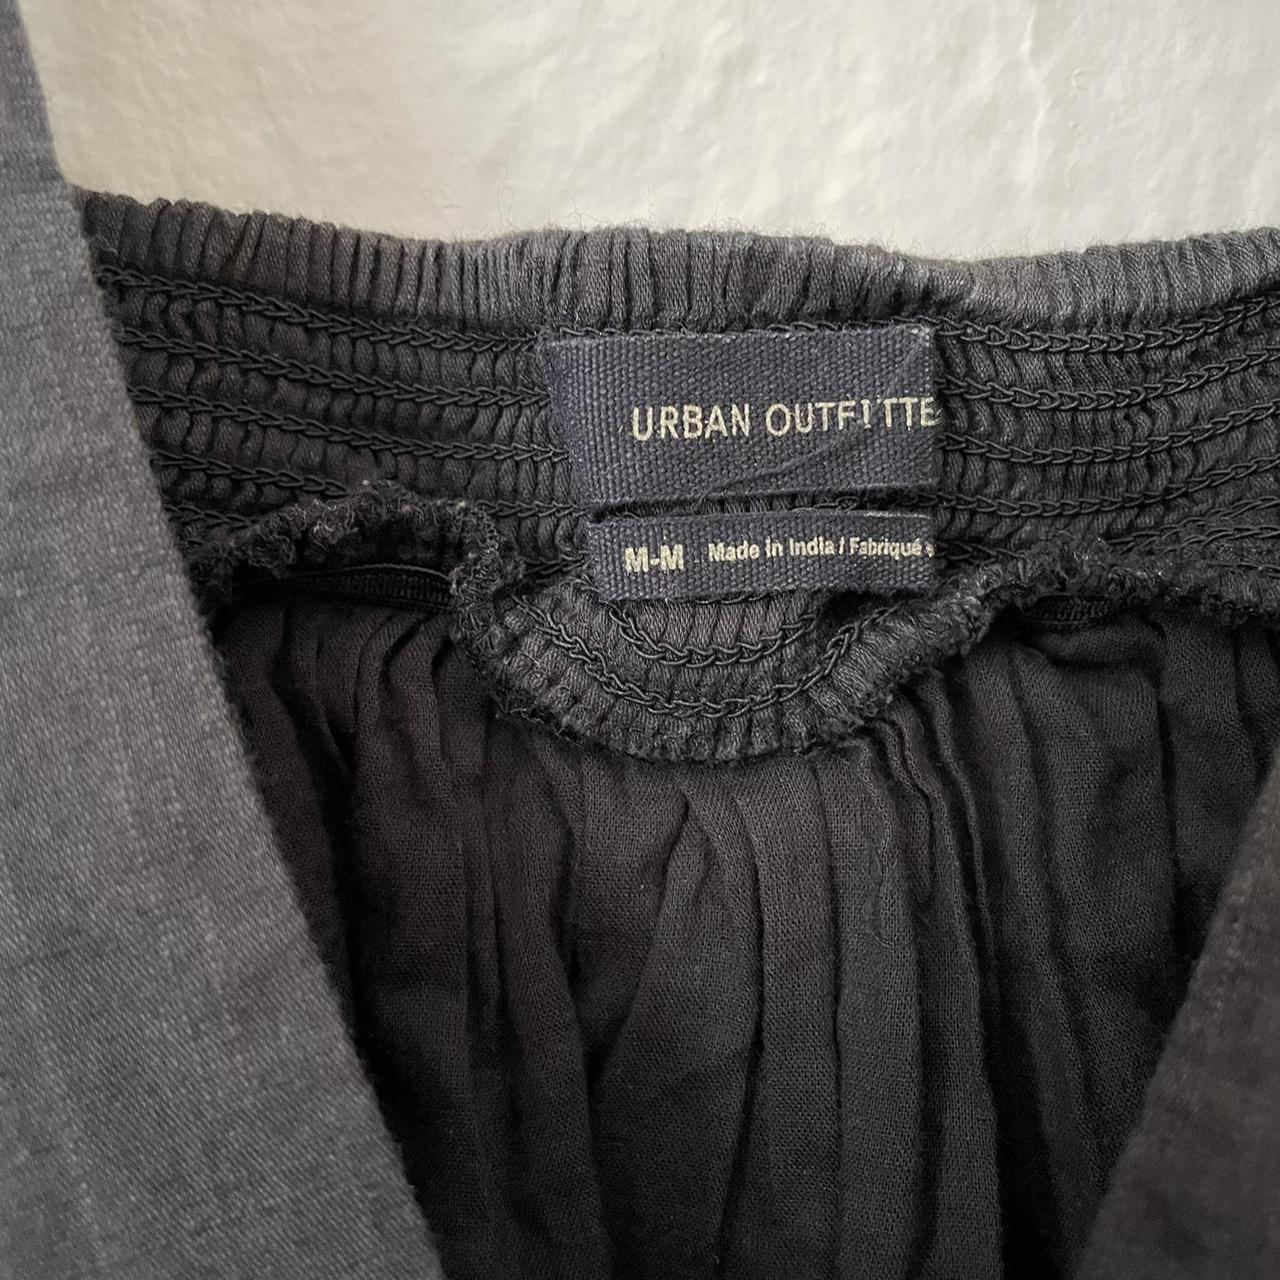 URBAN OUTFITTE
M-M Made in India / Fabriqué